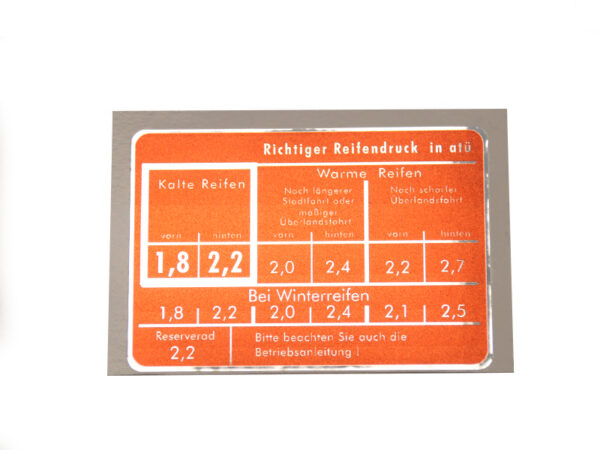 Richtiger Reifendruck in atü
Kalte Reifen
Warme Reifen
Nach längerer
Stadtfahrt oder
mäßiger
Überlandsfahrt
Nach scharfer
Überlandsfahrt
vorn hinten vorn hinten vorn hinten
1,8 2,2 2,0 2,4 2,2 2,7
Bei Winterreifen
1,8 2,2 2,0 2,4 2,1 2,5
Reserverad
2,2
Bitte beachten Sie auch die
Betriebsanleitung !